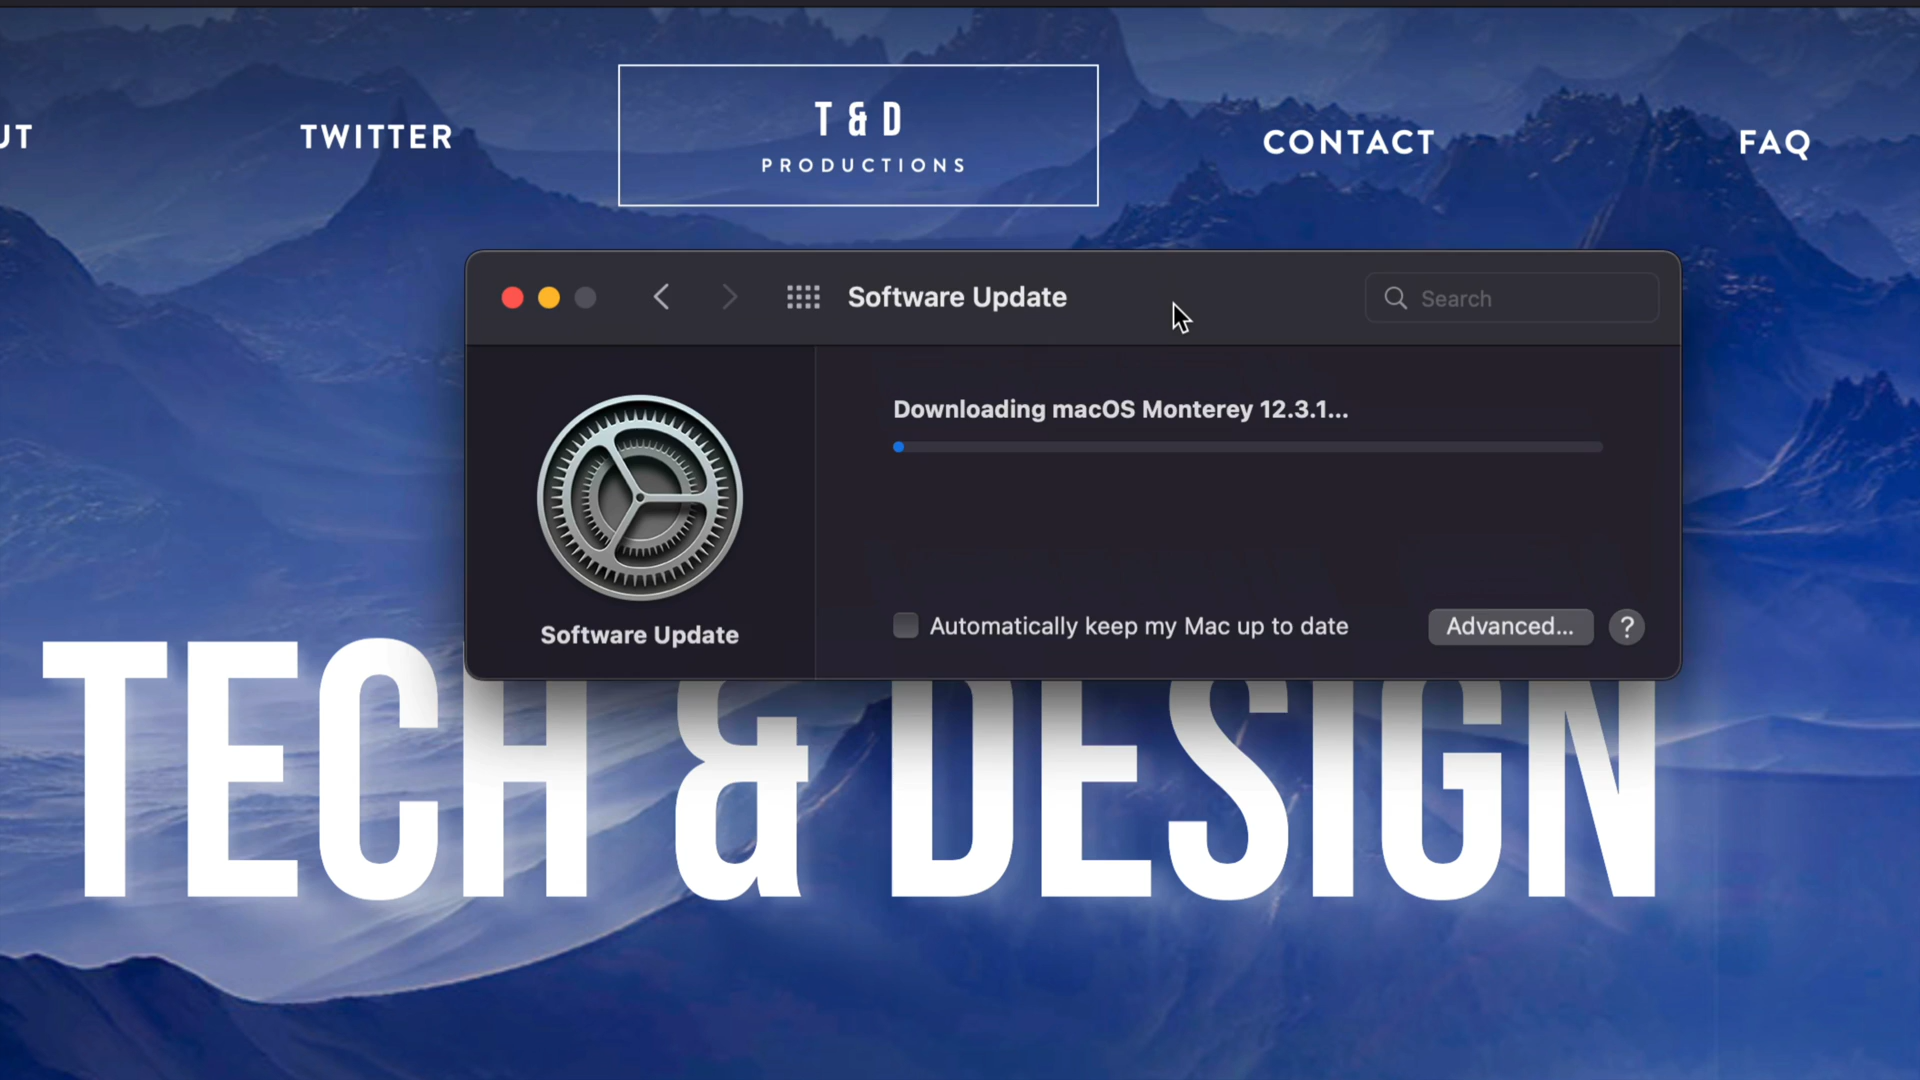 UT
TWITTER
T & D
PRODUCTIONS
CONTACT
FAQ
Software Update
Search
Downloading macOS Monterey 12.3.1...
Software Update
Automatically keep my Mac up to date
Advanced...
?
TECH & DESIGN